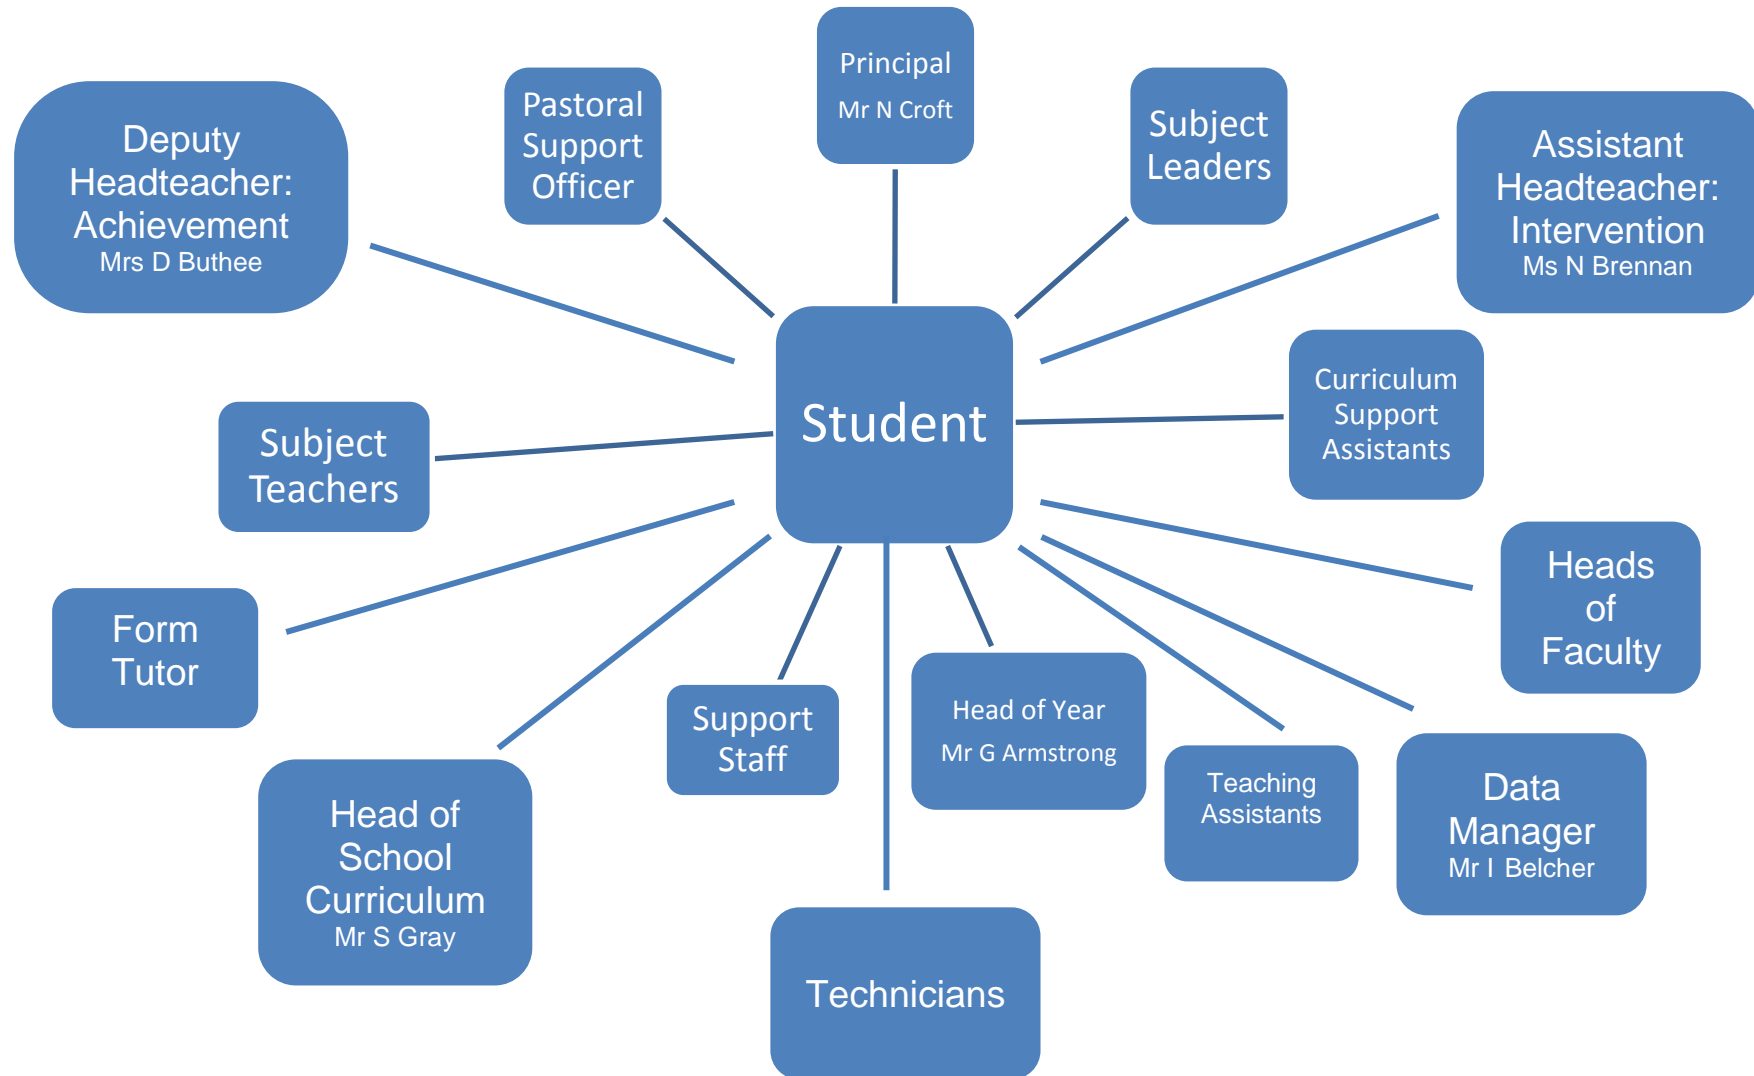 Principal
Mr N Croft
Pastoral
Support
Officer
Subject
Leaders
Deputy
Headteacher:
Achievement
Mrs D Buthee
Assistant
Headteacher:
Intervention
Ms N Brennan
Student
Curriculum
Support
Assistants
Subject
Teachers
Heads
of
Faculty
Form
Tutor
Support
Staff
Head of Year
Mr G Armstrong
Teaching
Assistants
Data
Manager
Mr I Belcher
Head of
School
Curriculum
Mr S Gray
Technicians